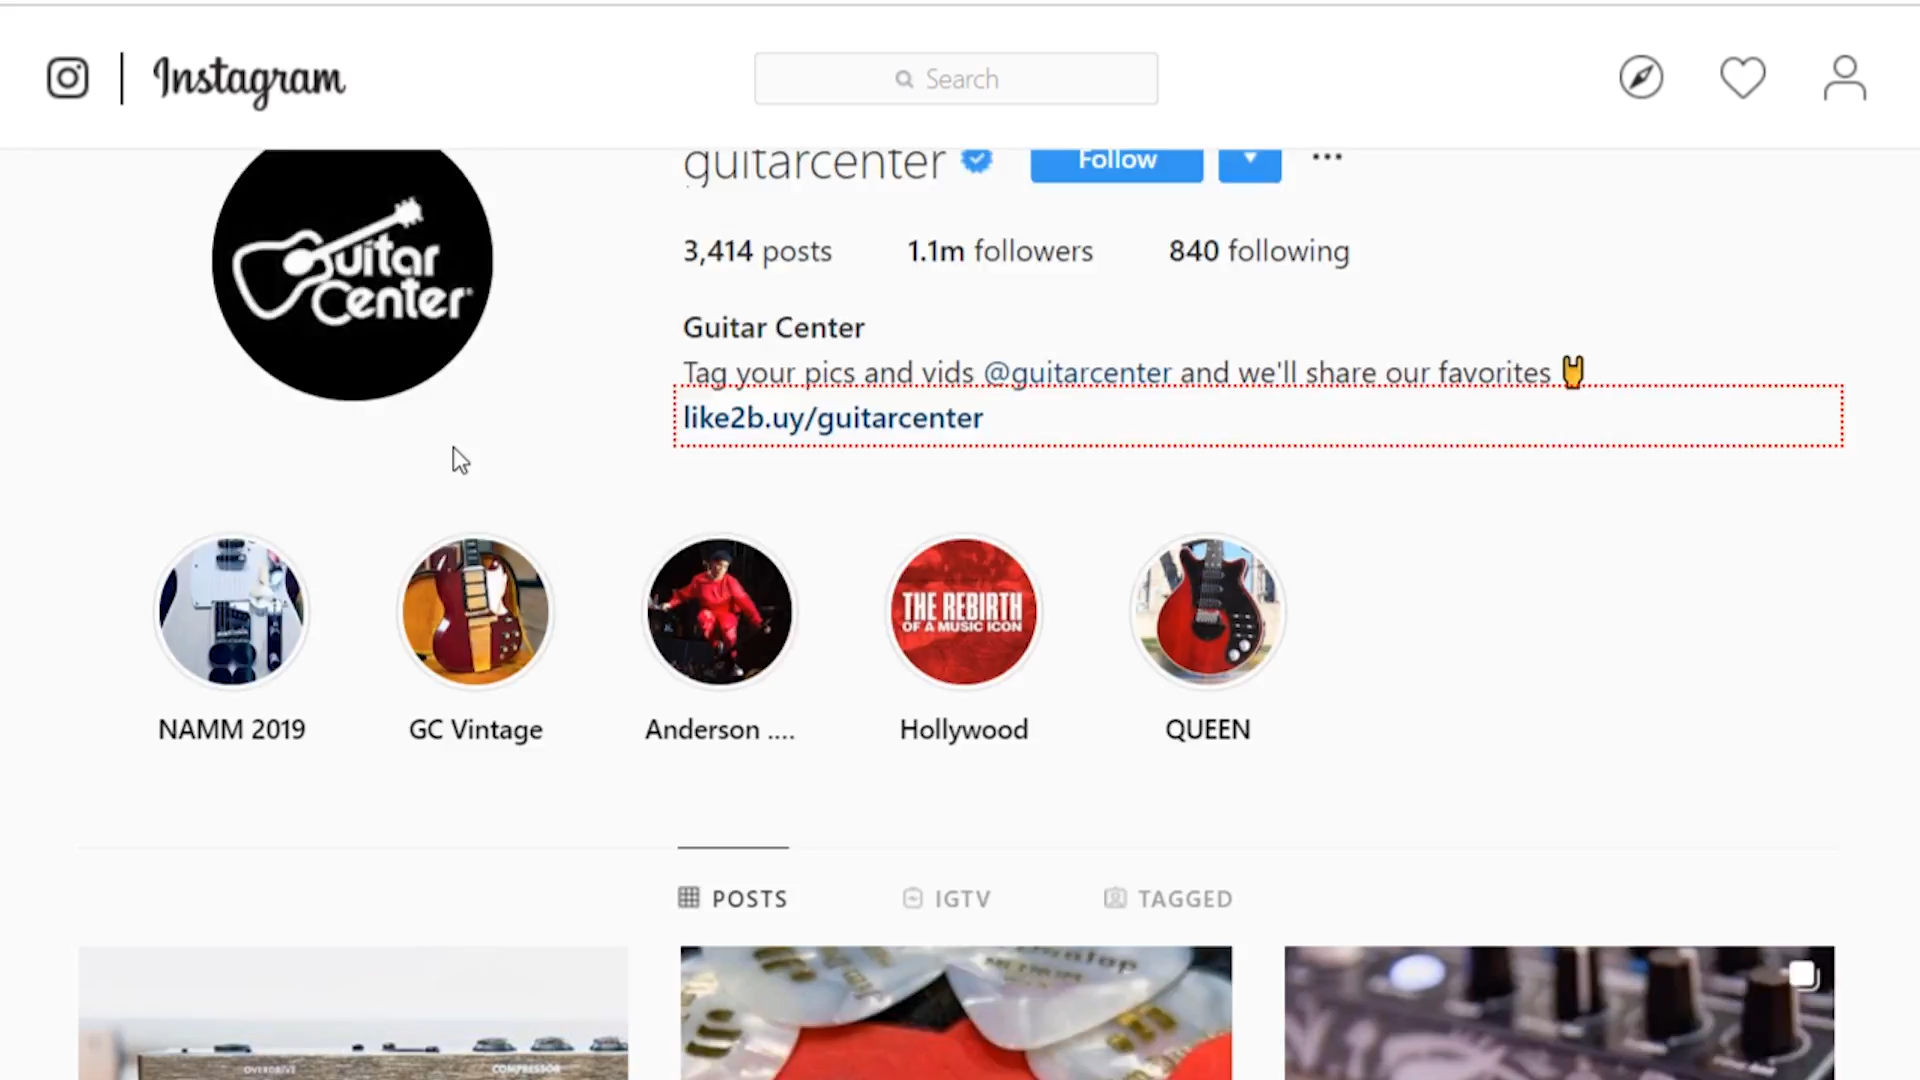 Instagram
Search
guitarcenter
Follow
Guitar Center
3,414 posts 1.1m followers 840 following
Guitar Center
Tag your pics and vids @guitarcenter and we'll share our favorites
like2b.uy/guitarcenter
THE REBIRTH
OF A MUSIC ICON
NAMM 2019
GC Vintage
Anderson ....
Hollywood
QUEEN
POSTS
IGTV
TAGGED
OVERDRIVE
COMPRESSOR